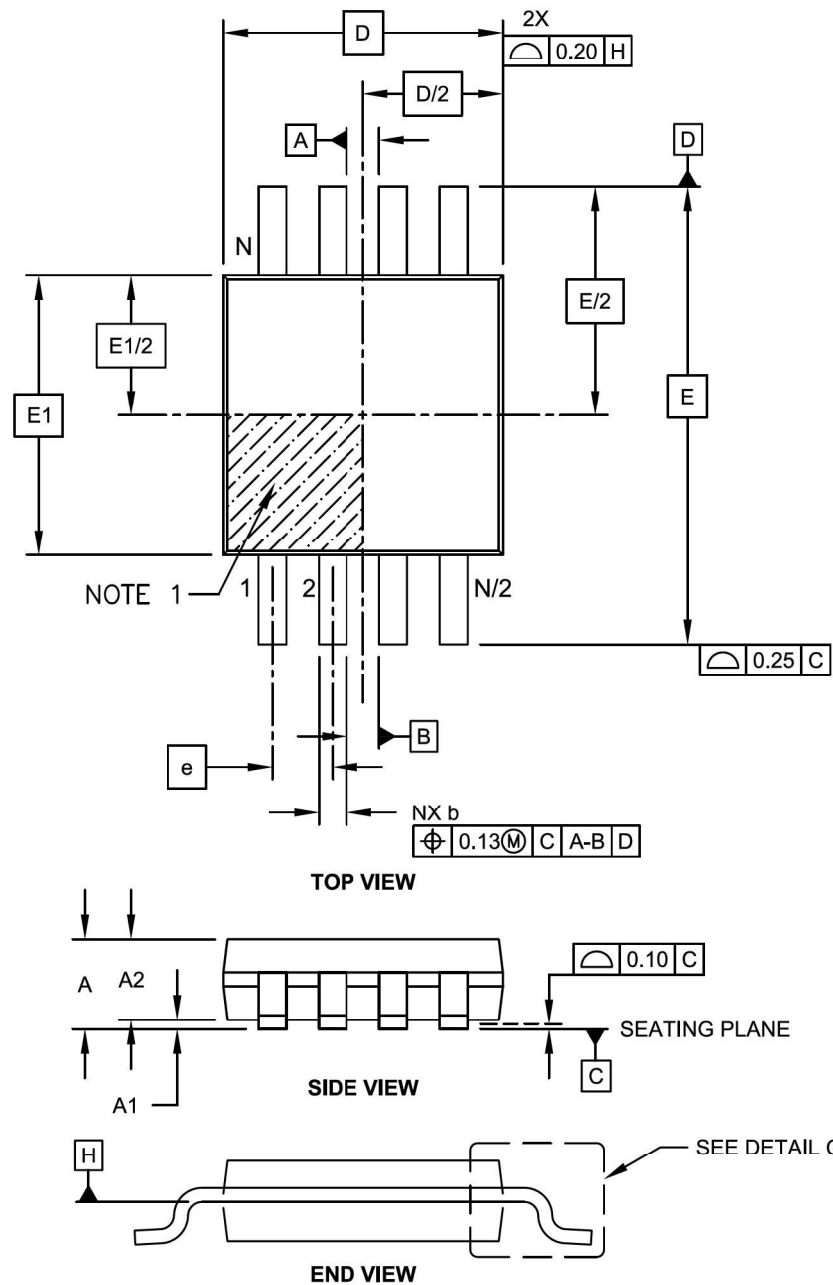 D
2X
0.20 H
D/2
A
D
N
E/2
E1/2
E1
E
NOTE 1
1 2 N/2
0.25 C
B
e
NX b
0.13Ⓜ C A-B D
TOP VIEW
0.10 C
A A2
SEATING PLANE
C
SIDE VIEW
A1
H
SEE DETAIL C
END VIEW